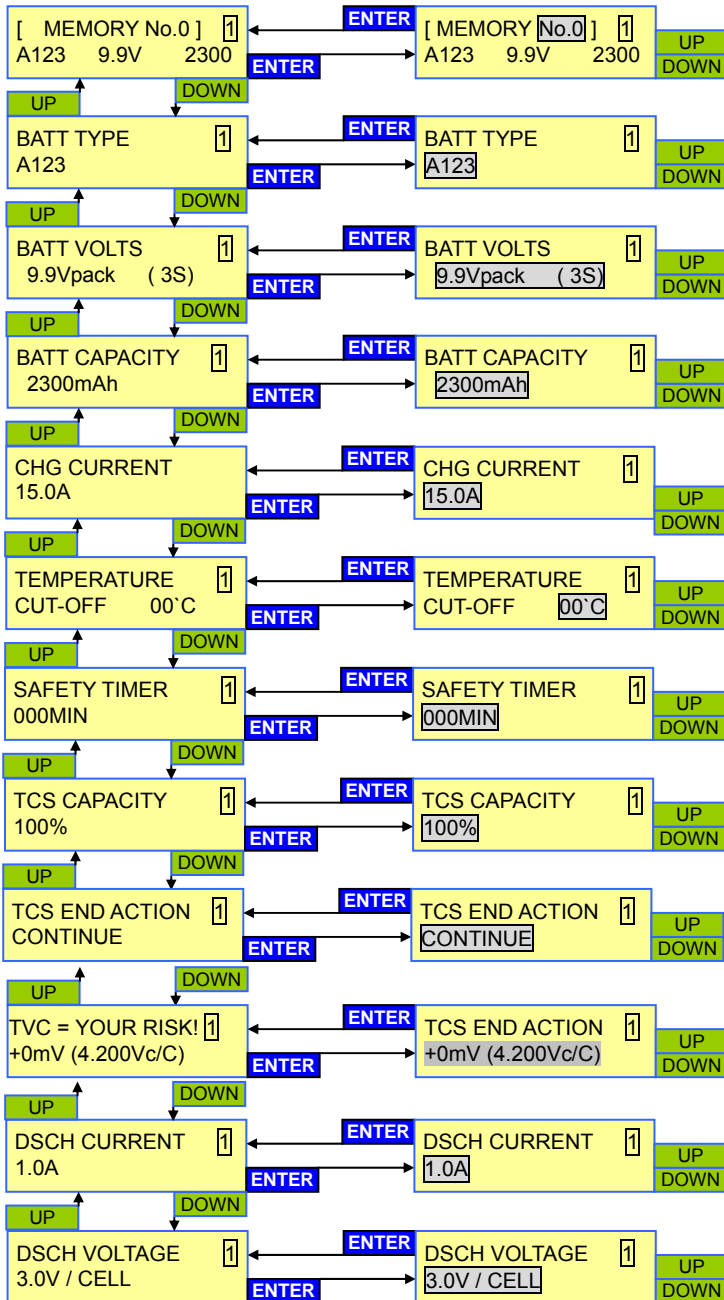 ENTER
[ MEMORY No.0 ] 1
A123 9.9V 2300
[ MEMORY No.0 ] 1
A123 9.9V 2300
UP
DOWN
ENTER
UP
DOWN
ENTER
BATT TYPE 1
A123
BATT TYPE 1
A123
UP
DOWN
ENTER
UP
DOWN
ENTER
BATT VOLTS 1
9.9Vpack ( 3S)
BATT VOLTS 1
9.9Vpack ( 3S)
UP
DOWN
ENTER
UP
DOWN
ENTER
BATT CAPACITY 1
2300mAh
BATT CAPACITY 1
2300mAh
UP
DOWN
ENTER
UP
DOWN
ENTER
CHG CURRENT
15.0A
CHG CURRENT 1
15.0A
UP
DOWN
ENTER
UP
DOWN
ENTER
TEMPERATURE 1
CUT-OFF 00`C
TEMPERATURE 1
CUT-OFF 00`C
UP
DOWN
ENTER
UP
DOWN
ENTER
SAFETY TIMER 1
000MIN
SAFETY TIMER 1
000MIN
UP
DOWN
ENTER
UP
DOWN
ENTER
TCS CAPACITY 1
100%
TCS CAPACITY 1
100%
UP
DOWN
ENTER
UP
DOWN
ENTER
TCS END ACTION 1
CONTINUE
TCS END ACTION 1
CONTINUE
UP
DOWN
ENTER
UP
DOWN
ENTER
TVC = YOUR RISK! 1
+0mV (4.200Vc/C)
TCS END ACTION 1
+0mV (4.200Vc/C)
UP
DOWN
ENTER
UP
DOWN
ENTER
DSCH CURRENT 1
1.0A
DSCH CURRENT 1
1.0A
UP
DOWN
ENTER
UP
DOWN
ENTER
DSCH VOLTAGE 1
3.0V / CELL
DSCH VOLTAGE 1
3.0V / CELL
UP
DOWN
ENTER